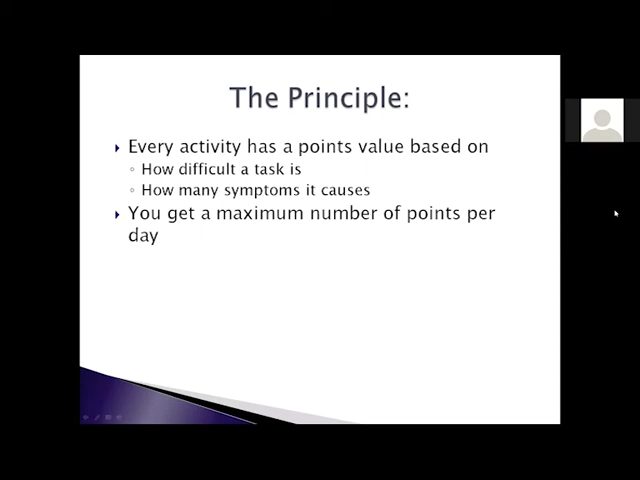 The Principle:
Every activity has a points value based on
How difficult a task is
How many symptoms it causes
You get a maximum number of points per
day